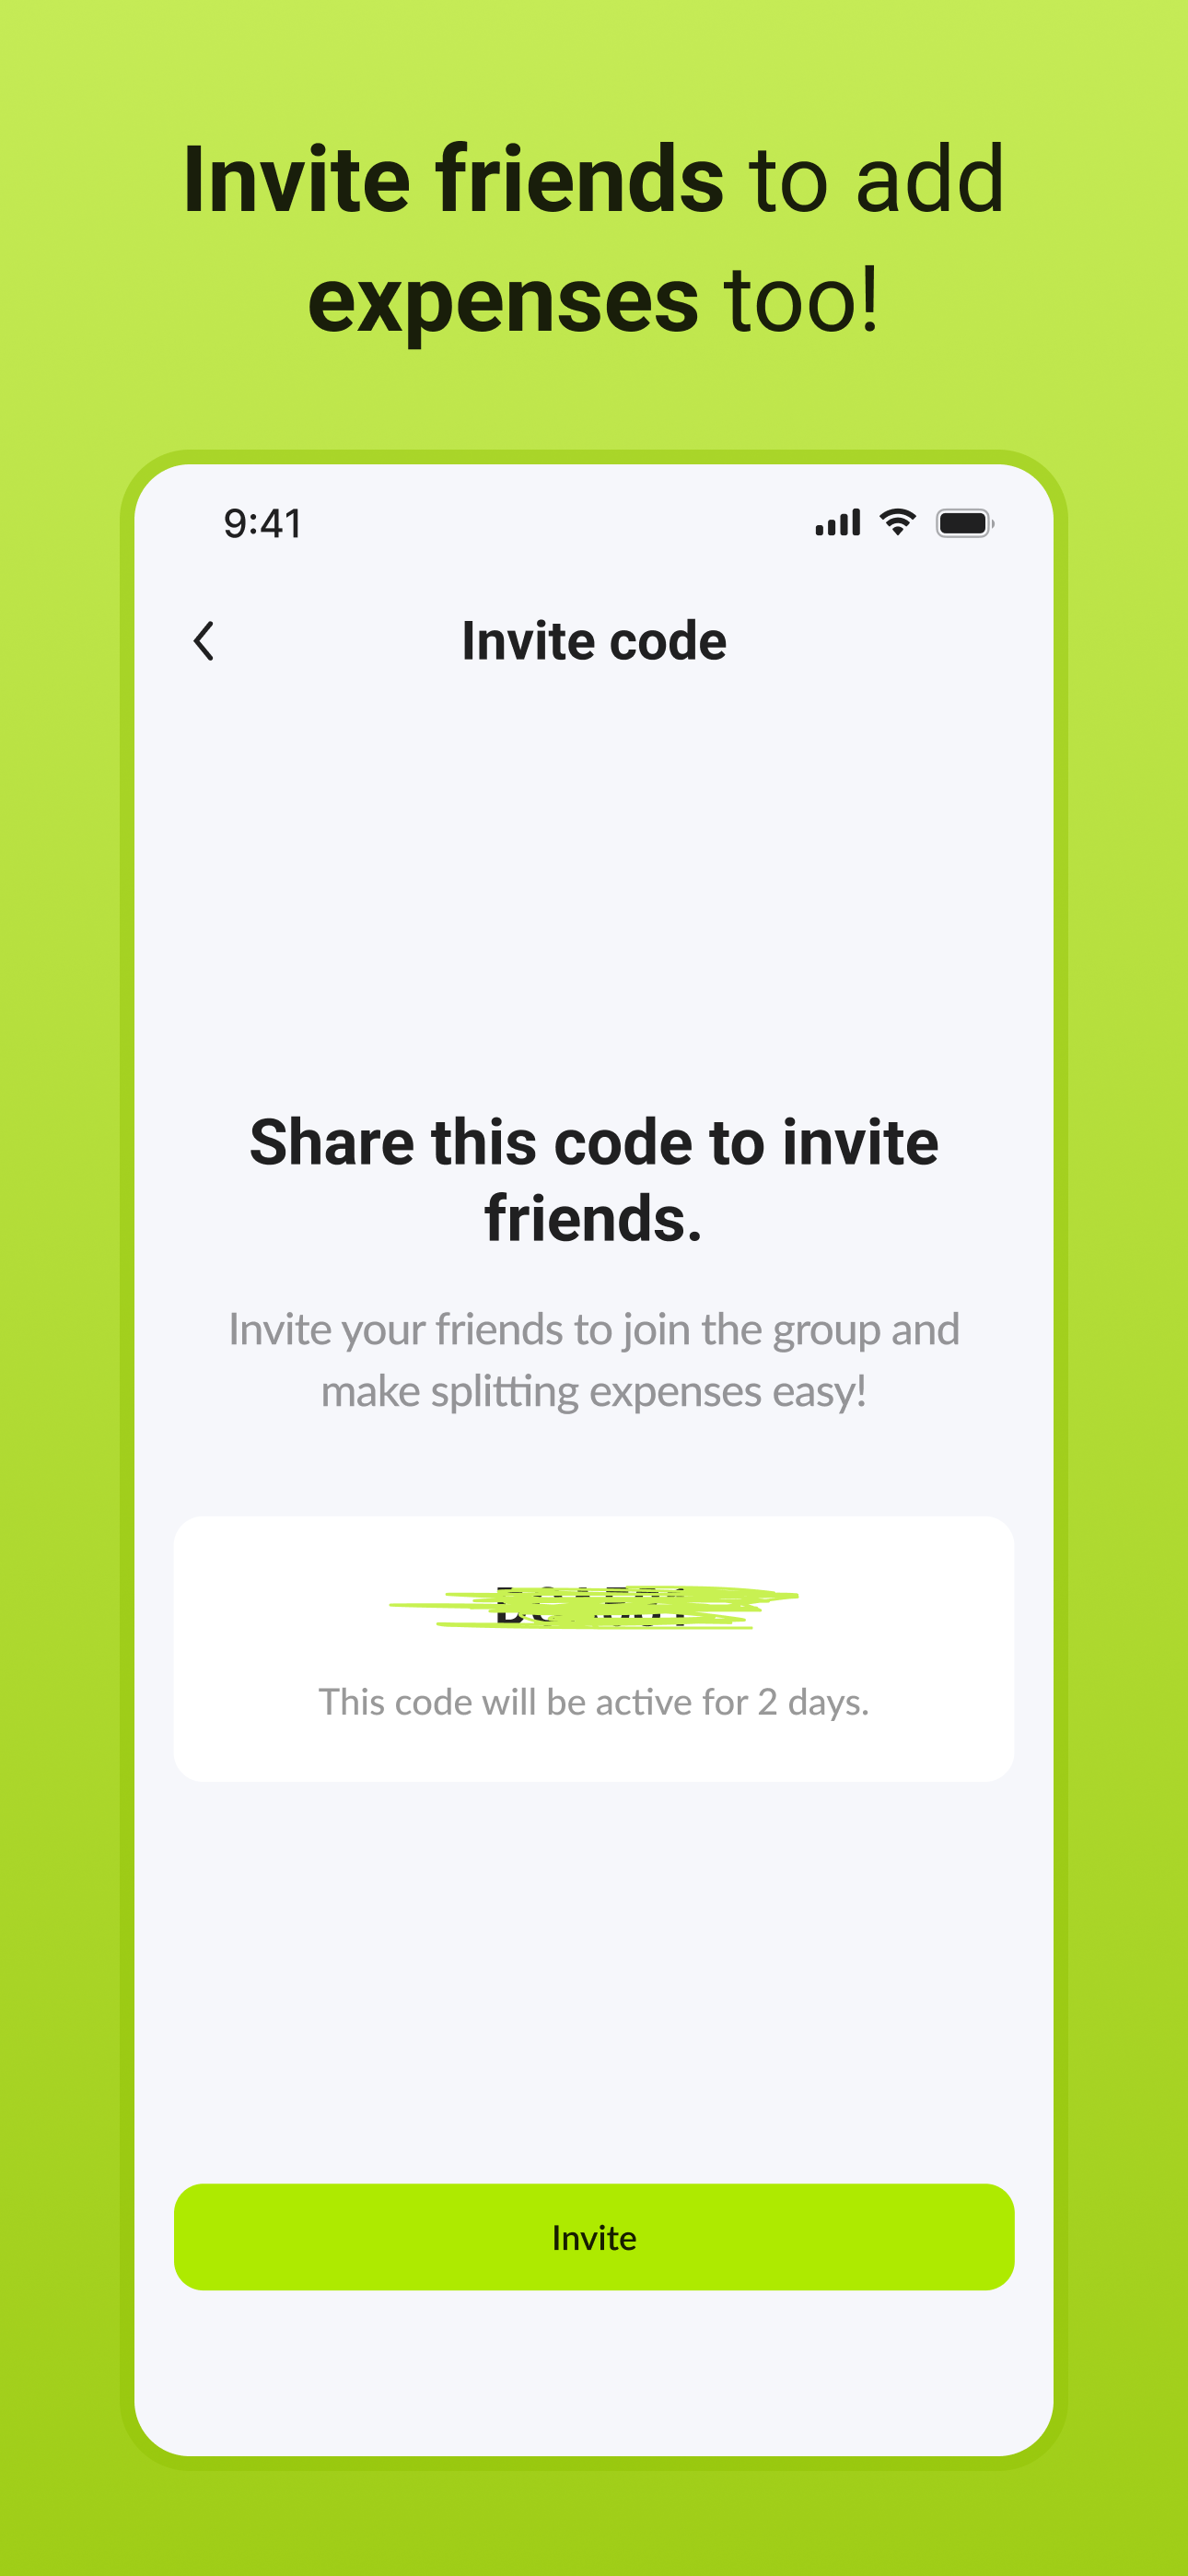 Invite friends to add
expenses too!
9:41
Invite code
Share this code to invite
friends.
Invite your friends to join the group and
make splitting expenses easy!
This code will be active for 2 days.
Invite